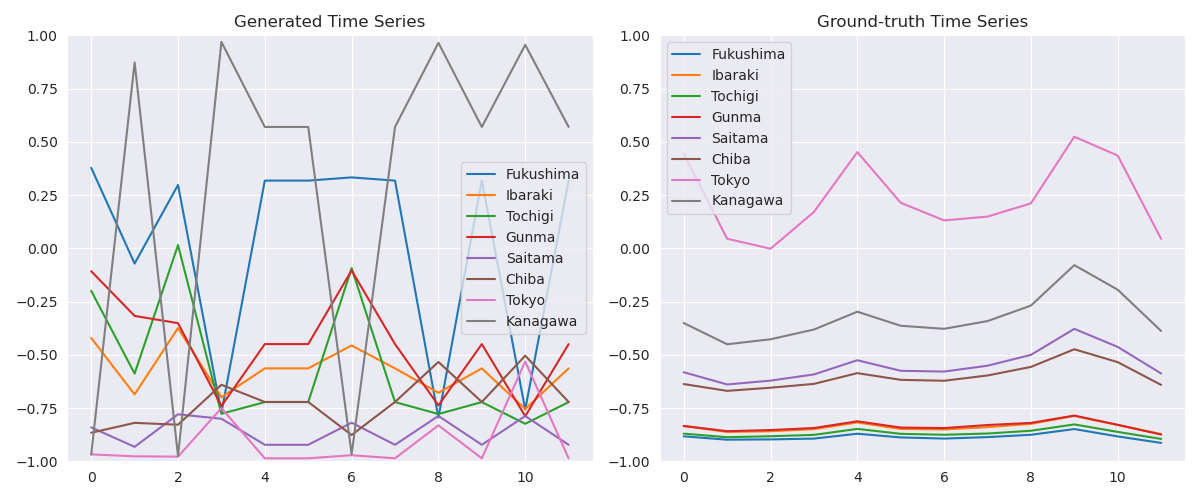 Generated Time Series
1.00
0.75
0.50
0.25
0.00
−0.25
−0.50
−0.75
−1.00
0 2 4 6 8 10
Fukushima
Ibaraki
Tochigi
Gunma
Saitama
Chiba
Tokyo
Kanagawa
Ground-truth Time Series
1.00
0.75
0.50
0.25
0.00
−0.25
−0.50
−0.75
−1.00
0 2 4 6 8 10
Fukushima
Ibaraki
Tochigi
Gunma
Saitama
Chiba
Tokyo
Kanagawa